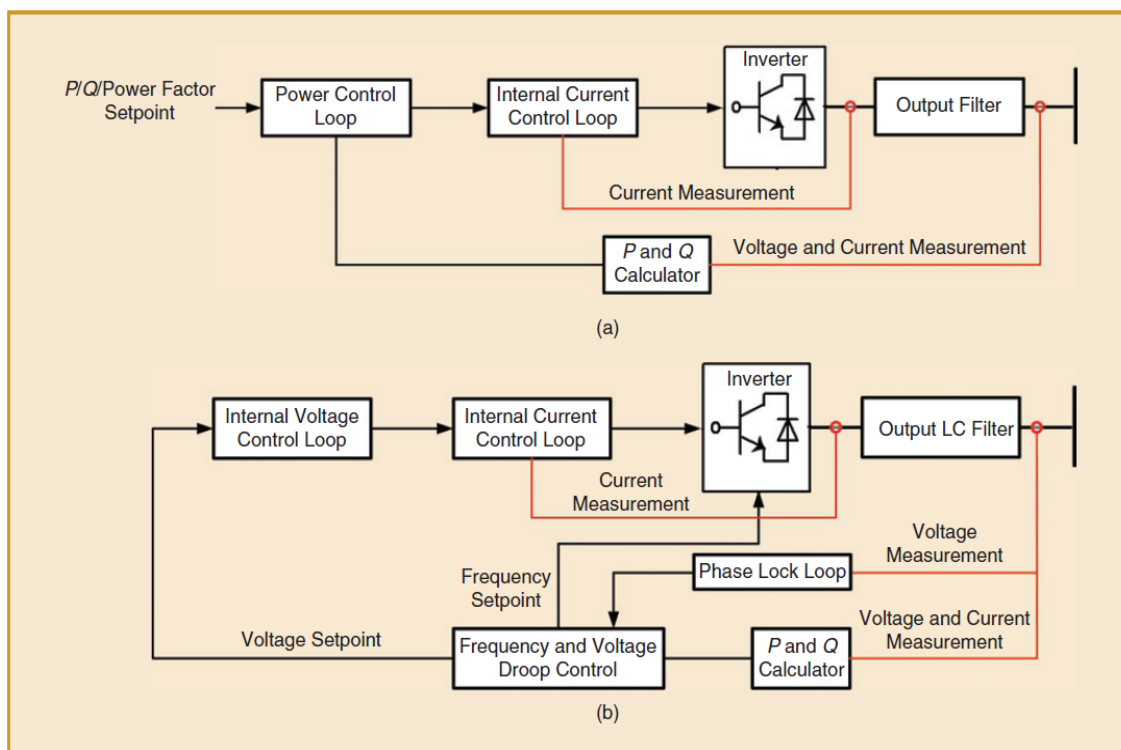 P/Q/Power Factor
Setpoint
Power Control
Loop
Internal Current
Control Loop
Inverter
Output Filter
Current Measurement
P and Q
Calculator
Voltage and Current Measurement
(a)
Internal Voltage
Control Loop
Internal Current
Control Loop
Inverter
Output LC Filter
Current
Measurement
Voltage
Measurement
Phase Lock Loop
Frequency
Setpoint
Voltage Setpoint
Frequency and Voltage
Droop Control
P and Q
Calculator
Voltage and Current
Measurement
(b)